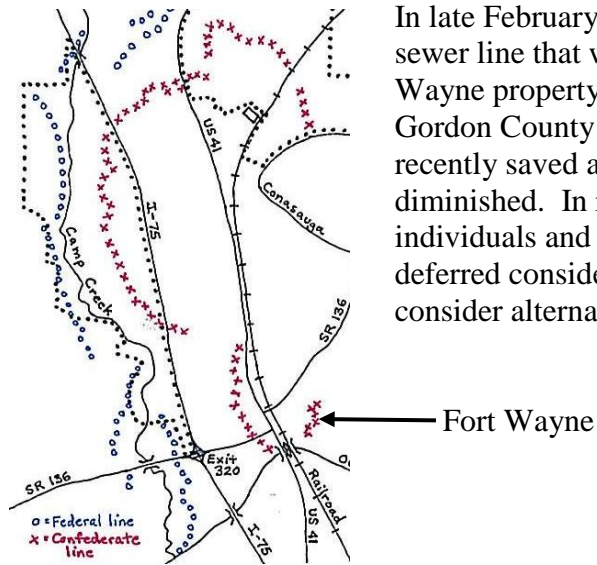 In late February
sewer line that w
Wayne property
Gordon County
recently saved a
diminished. In
individuals and
deferred conside
consider alterna
US 41
Conasauga
I-75
Camp Creek
SR 136
Fort Wayne
Exit
320
SR 136
Railroad
US 41
I-75
o = Federal line
x = Confederate
line